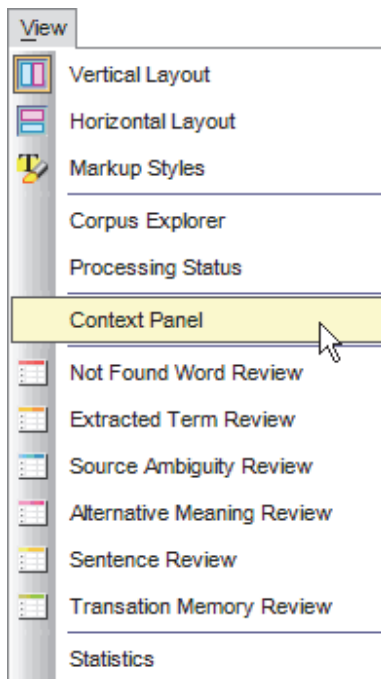 View
Vertical Layout
Horizontal Layout
Markup Styles
Corpus Explorer
Processing Status
Context Panel
Not Found Word Review
Extracted Term Review
Source Ambiguity Review
Alternative Meaning Review
Sentence Review
Transation Memory Review
Statistics